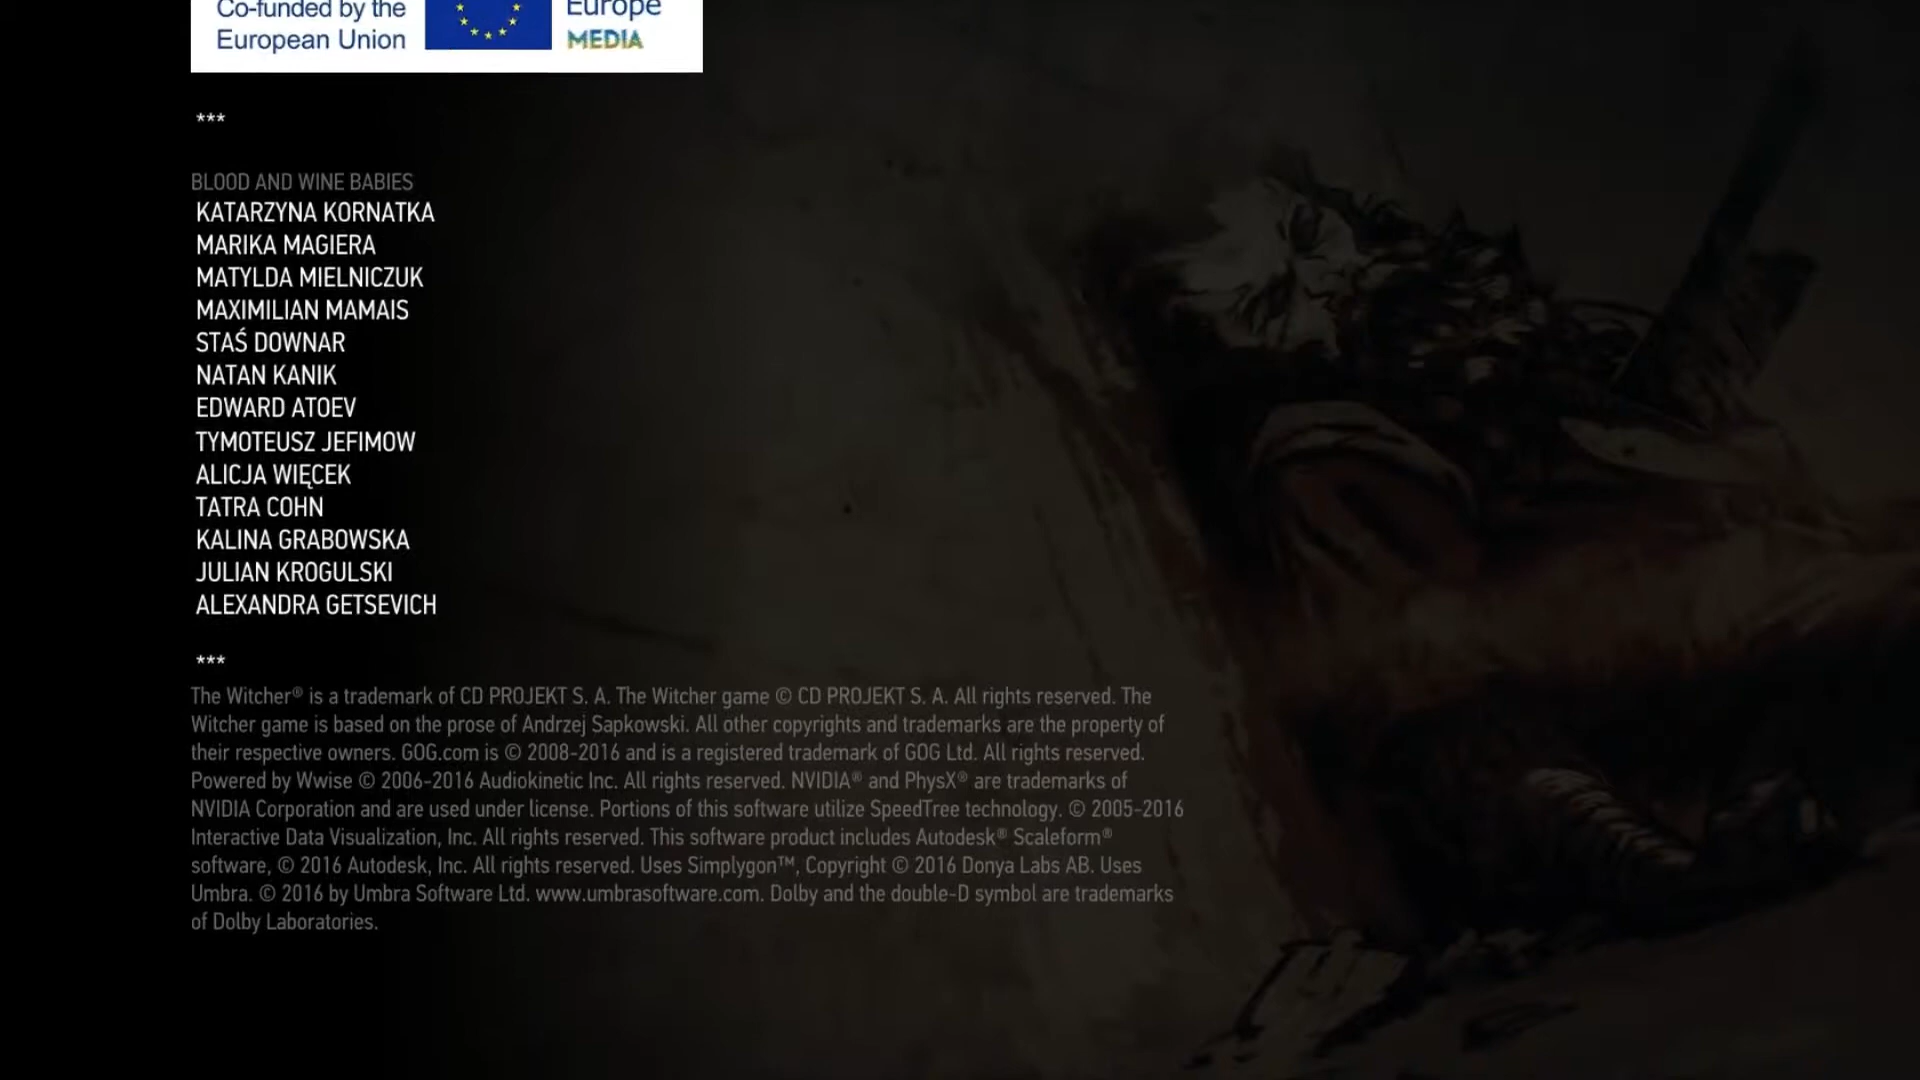 Co-funded by the
European Union
Europe
MEDIA
***
BLOOD AND WINE BABIES
KATARZYNA KORNATKA
MARIKA MAGIERA
MATYLDA MIELNICZUK
MAXIMILIAN MAMAIS
STAŚ DOWNAR
NATAN KANIK
EDWARD ATOEV
TYMOTEUSZ JEFIMOW
ALICJA WIĘCEK
TATRA COHN
KALINA GRABOWSKA
JULIAN KROGULSKI
ALEXANDRA GETSEVICH
***
The Witcher® is a trademark of CD PROJEKT S. A. The Witcher game © CD PROJEKT S. A. All rights reserved. The
Witcher game is based on the prose of Andrzej Sapkowski. All other copyrights and trademarks are the property of
their respective owners. GOG.com is © 2008-2016 and is a registered trademark of GOG Ltd. All rights reserved.
Powered by Wwise © 2006-2016 Audiokinetic Inc. All rights reserved. NVIDIA® and PhysX® are trademarks of
NVIDIA Corporation and are used under license. Portions of this software utilize SpeedTree technology. © 2005-2016
Interactive Data Visualization, Inc. All rights reserved. This software product includes Autodesk® Scaleform®
software, © 2016 Autodesk, Inc. All rights reserved. Uses Simplygon™, Copyright © 2016 Donya Labs AB. Uses
Umbra. © 2016 by Umbra Software Ltd. www.umbrasoftware.com. Dolby and the double-D symbol are trademarks
of Dolby Laboratories.